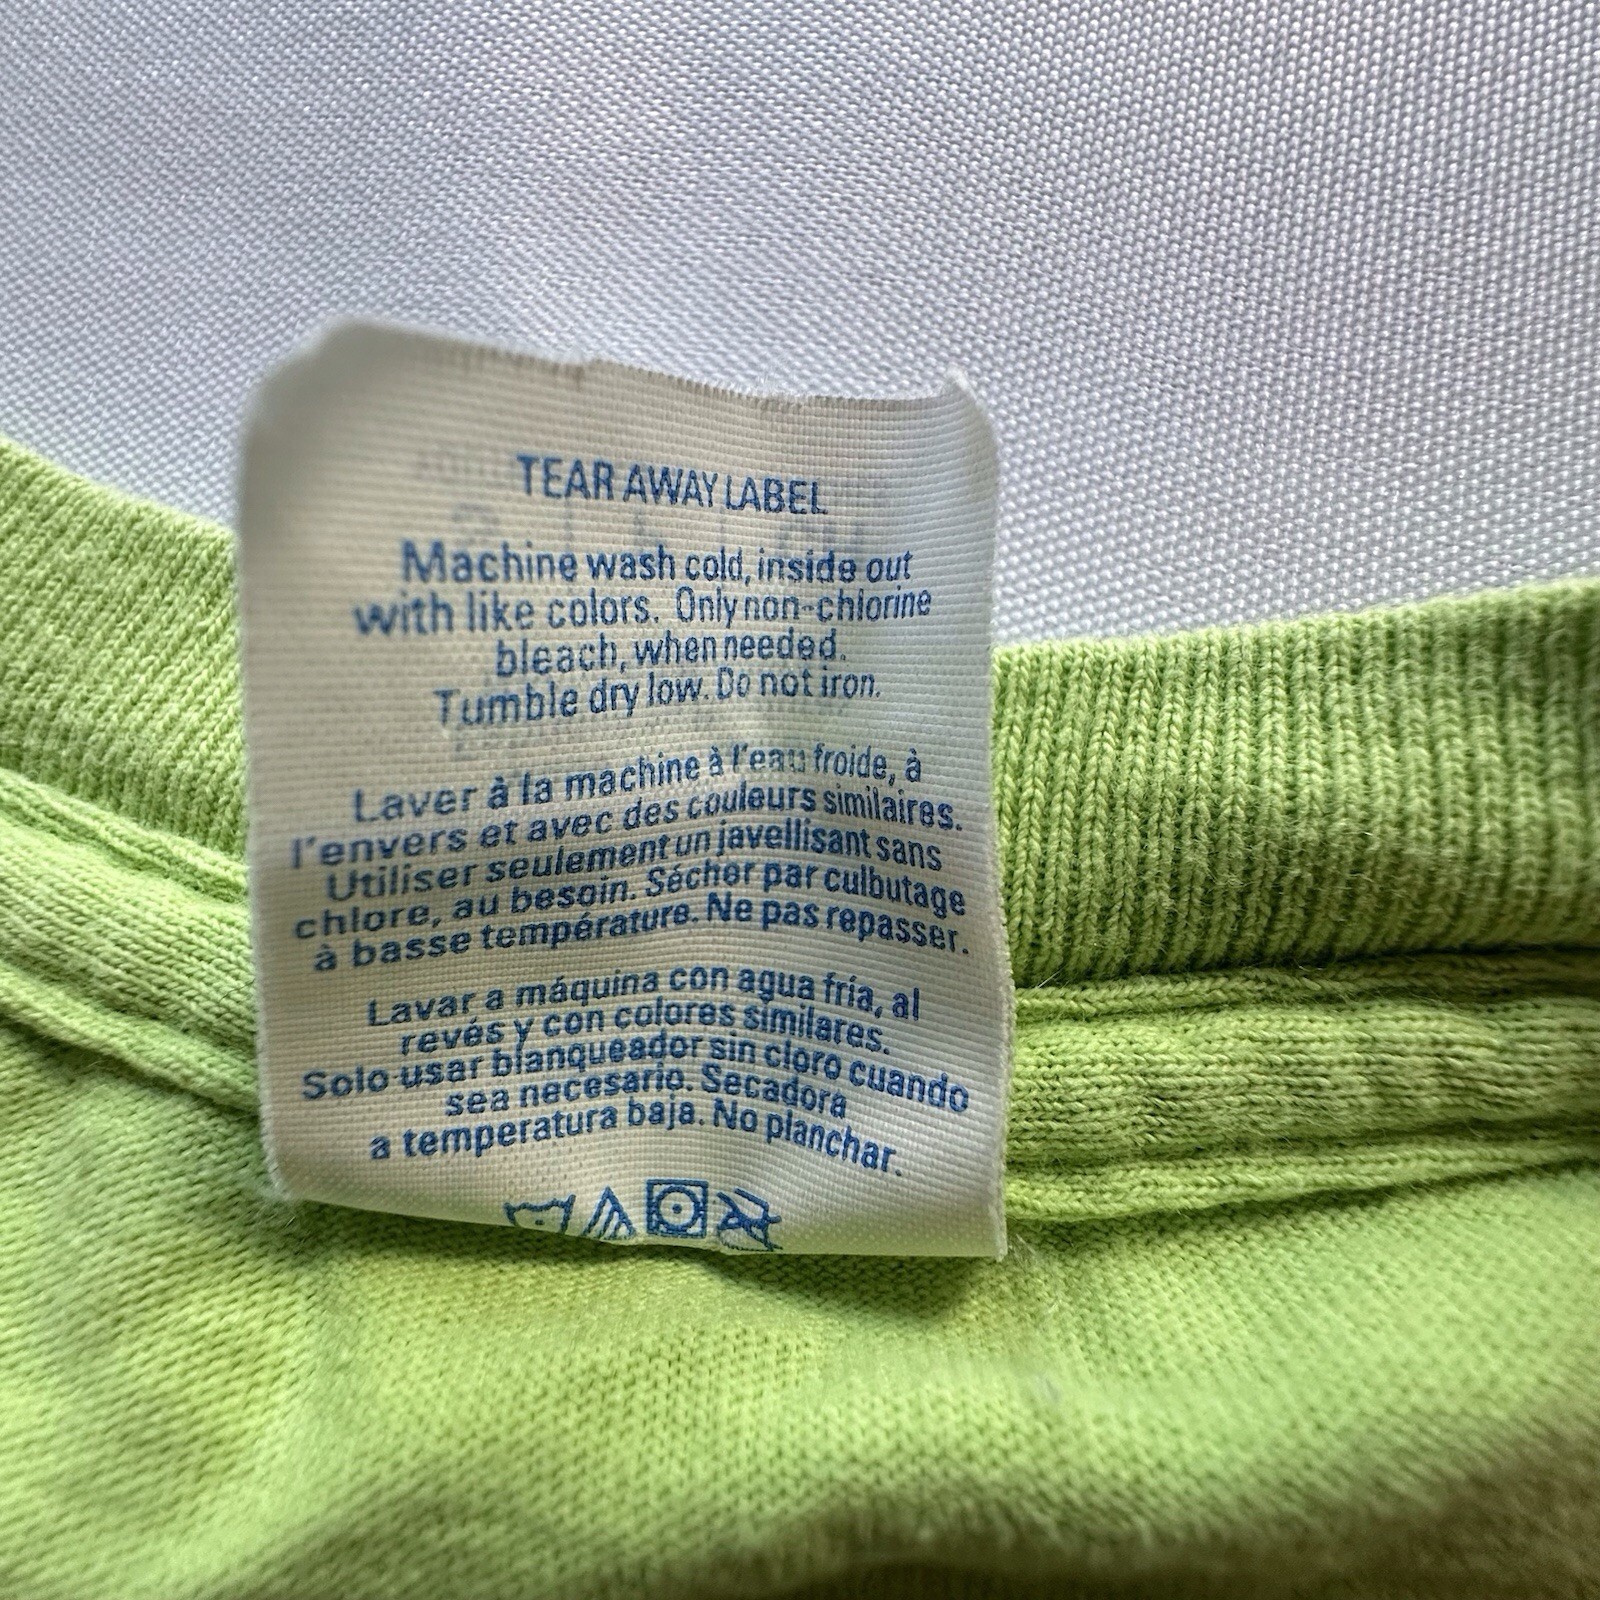 TEAR AWAY LABEL
Machine wash cold, inside out
with like colors. Only non-chlorine
bleach, when needed.
Tumble dry low. Do not iron.
Laver à la machine à l'eau froide, à
l'envers et avec des couleurs similaires.
Utiliser seulement un javellisant sans
chlore, au besoin. Sécher par culbutage
à basse température. Ne pas repasser.
Lavar a máquina con agua fría, al
revés y con colores similares.
Solo usar blanqueador sin cloro cuando
sea necesario. Secadora
a temperatura baja. No planchar.